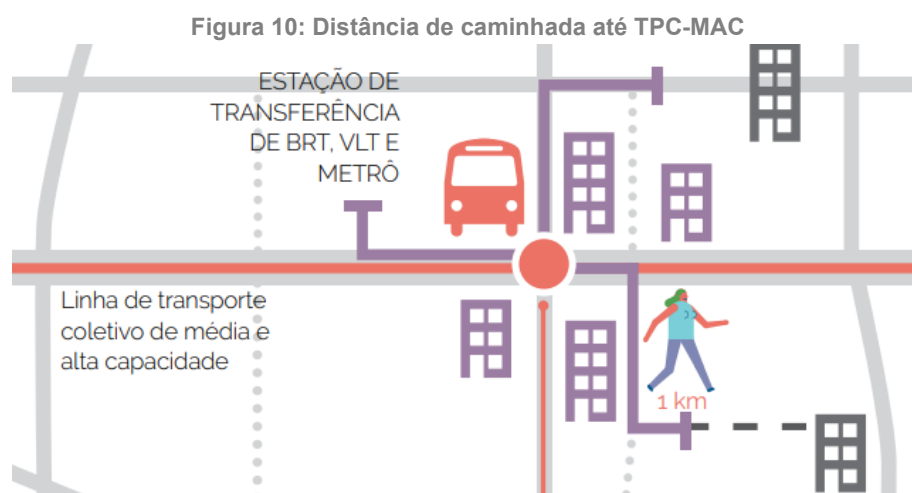 Figura 10: Distância de caminhada até TPC-MAC
ESTAÇÃO DE
TRANSFERÊNCIA
DE BRT, VLT E
METRÔ
Linha de transporte
coletivo de média e
alta capacidade
1 km